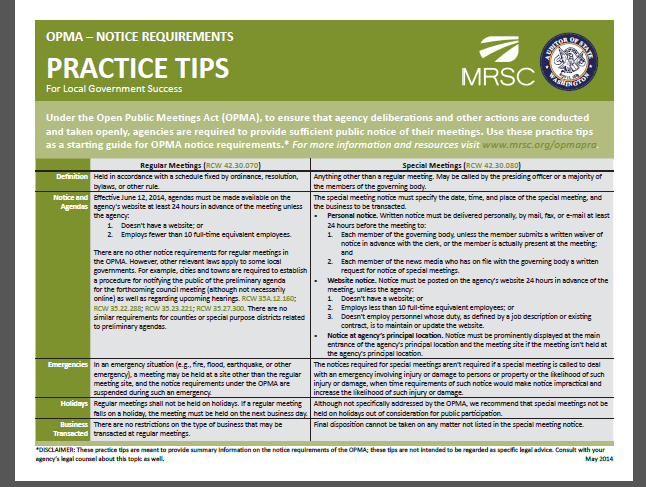 OPMA – NOTICE REQUIREMENTS
PRACTICE TIPS
For Local Government Success
MRSC
AUDITOR OF STATE
WASHINGTON
Under the Open Public Meetings Act (OPMA), to ensure that agency deliberations and other actions are conducted
and taken openly, agencies are required to provide sufficient public notice of their meetings. Use these practice tips
as a starting guide for OPMA notice requirements.* For more information and resources visit www.mrsc.org/opmapra.
Regular Meetings (RCW 42.30.070)
Special Meetings (RCW 42.30.080)
Definition
Held in accordance with a schedule fixed by ordinance, resolution,
bylaws, or other rule.
Anything other than a regular meeting. May be called by the presiding officer or a majority of
the members of the governing body.
Notice and
Agendas
Effective June 12, 2014, agendas must be made available on the
agency's website at least 24 hours in advance of the meeting unless
the agency:
1. Doesn't have a website; or
2. Employs fewer than 10 full-time equivalent employees.
There are no other notice requirements for regular meetings in
the OPMA. However, other relevant laws apply to some local
governments. For example, cities and towns are required to establish
a procedure for notifying the public of the preliminary agenda
for the forthcoming council meeting (although not necessarily
online) as well as regarding upcoming hearings. RCW 35A.12.160;
RCW 35.22.288; RCW 35.23.221; RCW 35.27.300. There are no
similar requirements for counties or special purpose districts related
to preliminary agendas.
The special meeting notice must specify the date, time, and place of the special meeting, and
the business to be transacted.
• Personal notice. Written notice must be delivered personally, by mail, fax, or e-mail at least
24 hours before the meeting to:
1. Each member of the governing body, unless the member submits a written waiver of
notice in advance with the clerk, or the member is actually present at the meeting;
and
2. Each member of the news media who has on file with the governing body a written
request for notice of special meetings.
• Website notice. Notice must be posted on the agency's website 24 hours in advance of the
meeting, unless the agency:
1. Doesn't have a website; or
2. Employs less than 10 full-time equivalent employees; or
3. Doesn't employ personnel whose duty, as defined by a job description or existing
contract, is to maintain or update the website.
• Notice at agency's principal location. Notice must be prominently displayed at the main
entrance of the agency's principal location and the meeting site if the meeting isn't held at
the agency's principal location.
Emergencies
In an emergency situation (e.g., fire, flood, earthquake, or other
emergency), a meeting may be held at a site other than the regular
meeting site, and the notice requirements under the OPMA are
suspended during such an emergency.
The notices required for special meetings aren't required if a special meeting is called to deal
with an emergency involving injury or damage to persons or property or the likelihood of such
injury or damage, when time requirements of such notice would make notice impractical and
increase the likelihood of such injury or damage.
Holidays
Regular meetings shall not be held on holidays. If a regular meeting
falls on a holiday, the meeting must be held on the next business day.
Although not specifically addressed by the OPMA, we recommend that special meetings not be
held on holidays out of consideration for public participation.
Business
Transacted
There are no restrictions on the type of business that may be
transacted at regular meetings.
Final disposition cannot be taken on any matter not listed in the special meeting notice.
*DISCLAIMER: These practice tips are meant to provide summary information on the notice requirements of the OPMA; these tips are not intended to be regarded as specific legal advice. Consult with your
agency's legal counsel about this topic as well.
May 2014